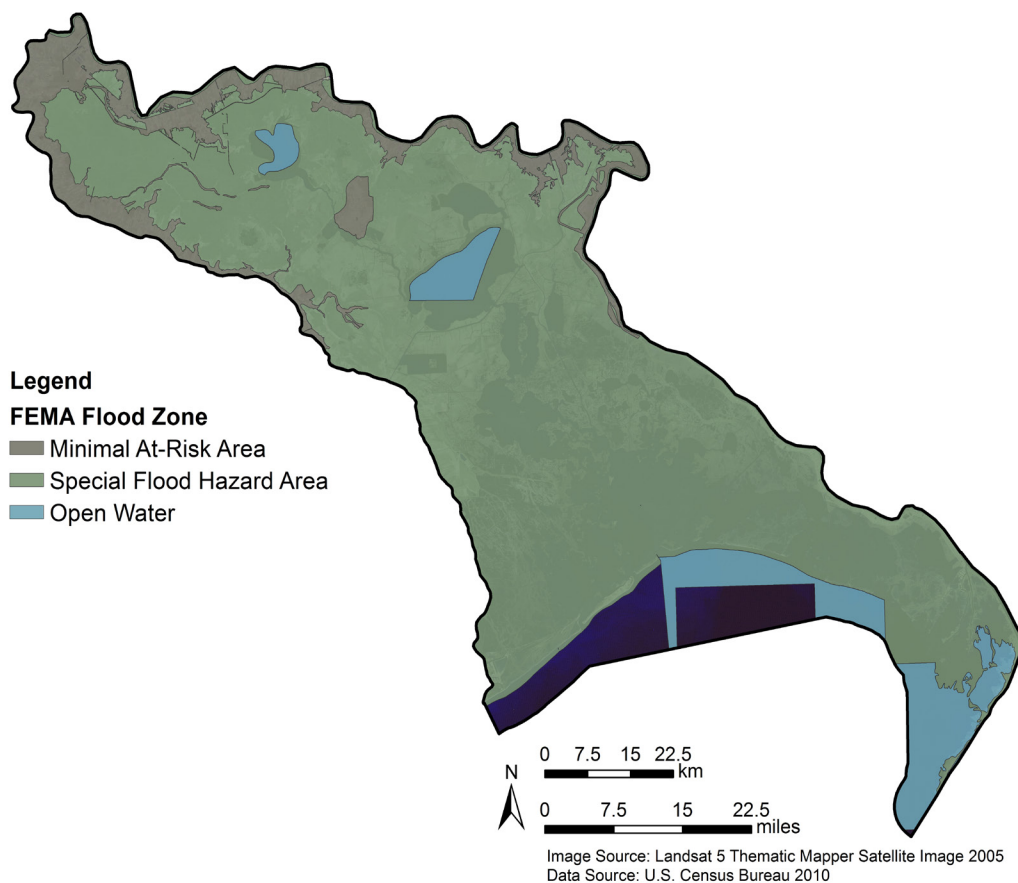 Legend
FEMA Flood Zone
Minimal At-Risk Area
Special Flood Hazard Area
Open Water
N
0 7.5 15 22.5
km
0 7.5 15 22.5
miles
Image Source: Landsat 5 Thematic Mapper Satellite Image 2005
Data Source: U.S. Census Bureau 2010